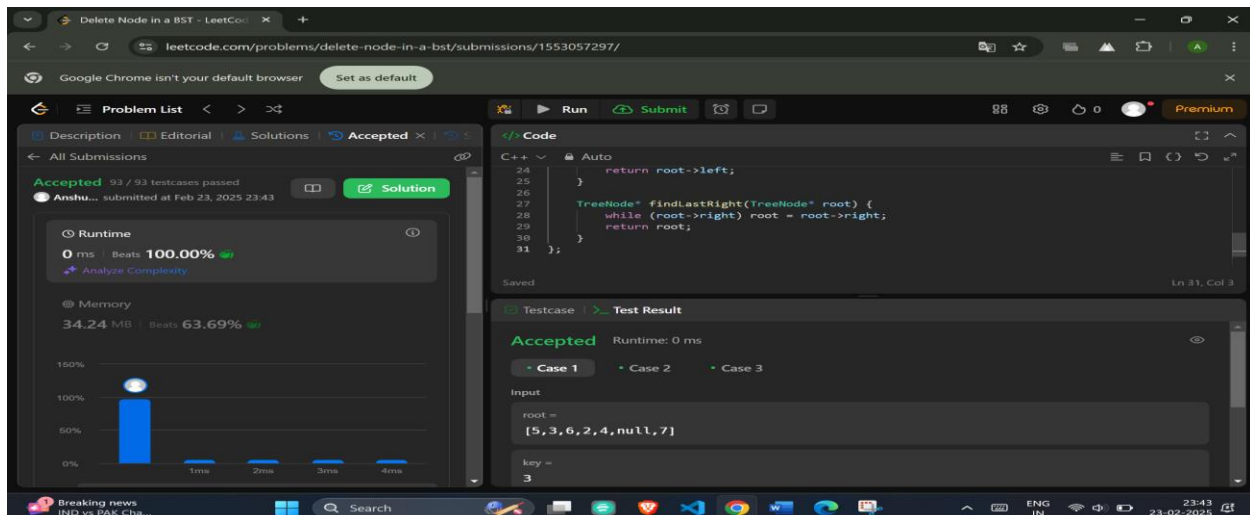 Delete Node in a BST - LeetCod
leetcode.com/problems/delete-node-in-a-bst/submissions/1553057297/
A
Google Chrome isn't your default browser
Set as default
Problem List
Run
Submit
0
Premium
Description
Editorial
Solutions
Accepted
S
All Submissions
Accepted 93 / 93 testcases passed
Anshu... submitted at Feb 23, 2025 23:43
Solution
Runtime
0 ms Beats 100.00%
Analyze Complexity
Memory
34.24 MB Beats 63.69%
150%
100%
50%
0%
1ms 2ms 3ms 4ms
</> Code
C++ Auto
24 return root->left;
25 }
26
27 TreeNode* findLastRight(TreeNode* root) {
28 while (root->right) root = root->right;
29 return root;
30 }
31 };
Saved
Ln 31, Col 3
Testcase >_ Test Result
Accepted Runtime: 0 ms
Case 1 Case 2 Case 3
Input
root =
[5,3,6,2,4,null,7]
key =
3
1
Breaking news
IND vs PAK Cha...
Search
ENG
IN
23:43
23-02-2025